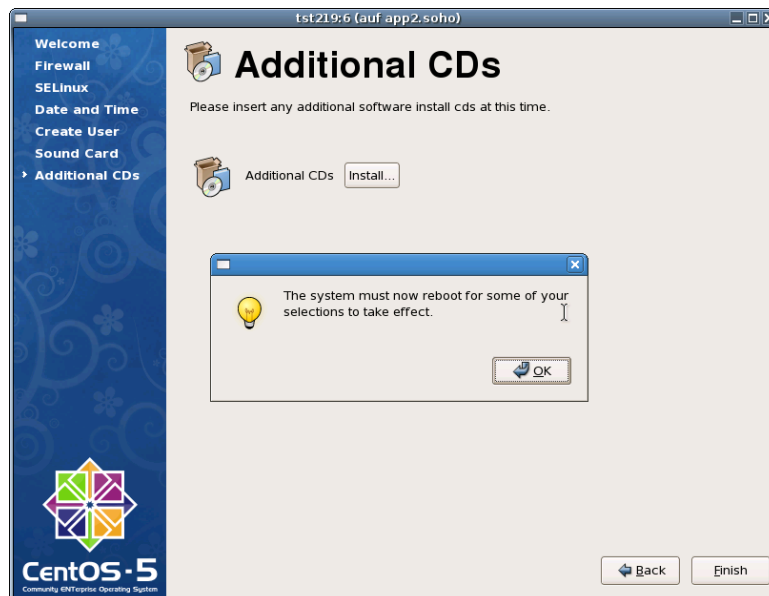 tst219:6 (auf app2.soho)
Welcome
Firewall
SELinux
Date and Time
Create User
Sound Card
Additional CDs
Additional CDs
Please insert any additional software install cds at this time.
Additional CDs
Install...
The system must now reboot for some of your
selections to take effect.
OK
CentOS-5
Community ENTerprise Operating System
Back
Finish